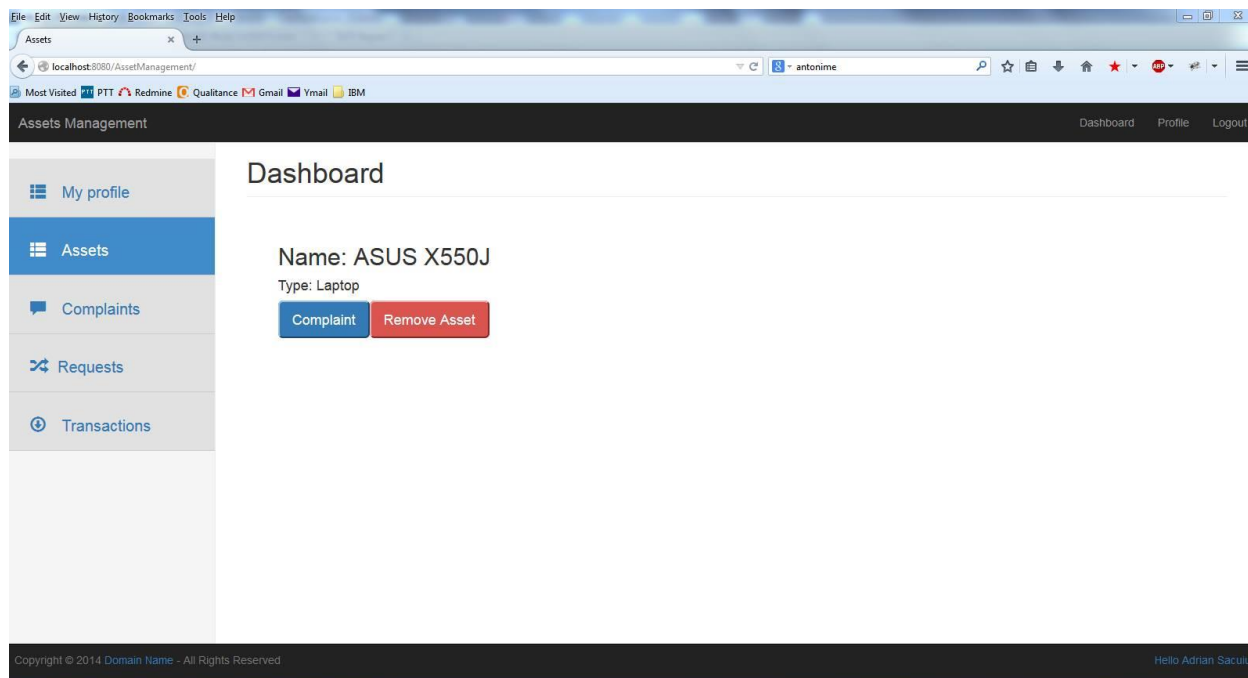 File Edit View History Bookmarks Tools Help
Assets
localhost:8080/AssetManagement/
antonime
ABP
Most Visited PTT PTT Redmine Qualitance Gmail Ymail IBM
Assets Management Dashboard Profile Logout
My profile
Assets
Complaints
Requests
Transactions
Dashboard
Name: ASUS X550J
Type: Laptop
Complaint Remove Asset
Copyright © 2014 Domain Name - All Rights Reserved
Hello Adrian